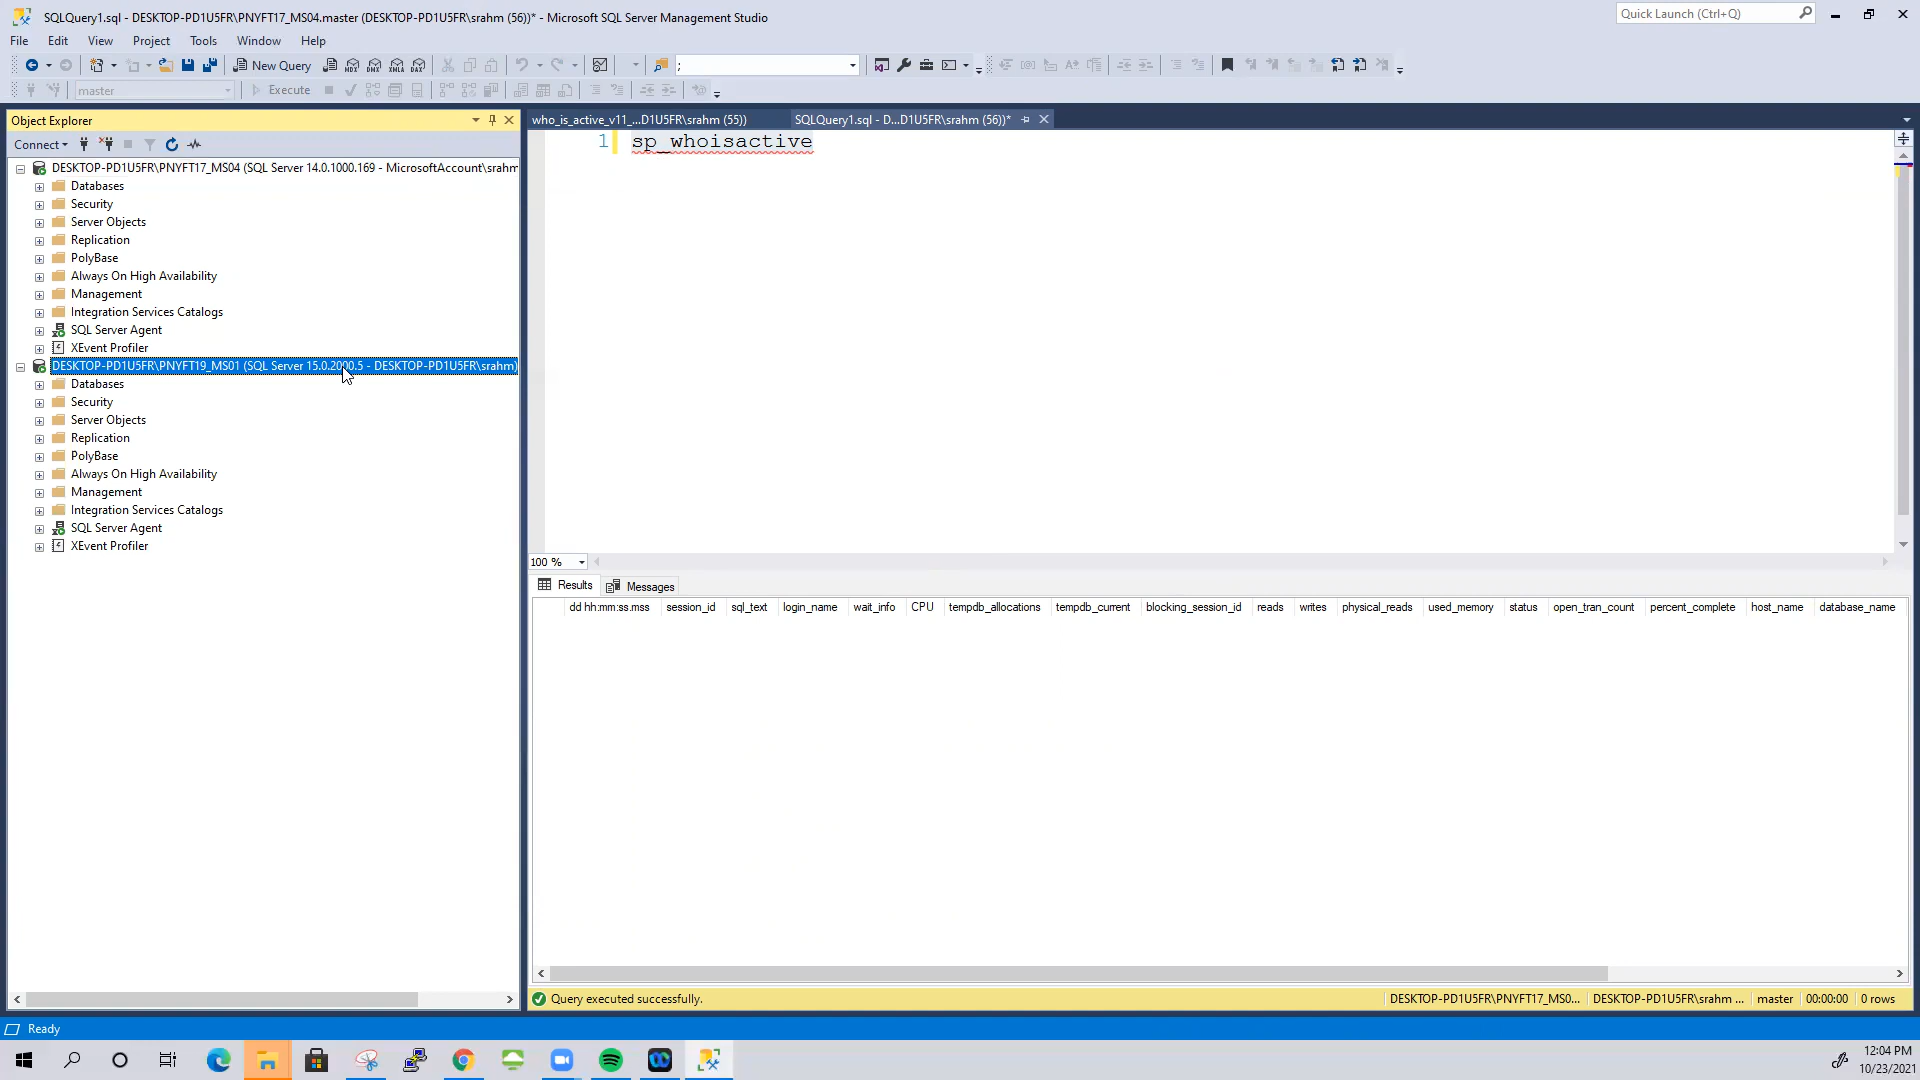 SQLQuery1.sql - DESKTOP-PD1U5FR\PNYFT17_MS04.master (DESKTOP-PD1U5FR\srahm (56))* - Microsoft SQL Server Management Studio
Quick Launch (Ctrl+Q)
File Edit View Project Tools Window Help
New Query ;
master Execute
Object Explorer
Connect
DESKTOP-PD1U5FR\PNYFT17_MS04 (SQL Server 14.0.1000.169 - MicrosoftAccount\srahm
Databases
Security
Server Objects
Replication
PolyBase
Always On High Availability
Management
Integration Services Catalogs
SQL Server Agent
XEvent Profiler
DESKTOP-PD1U5FR\PNYFT19_MS01 (SQL Server 15.0.2000.5 - DESKTOP-PD1U5FR\srahm)
Databases
Security
Server Objects
Replication
PolyBase
Always On High Availability
Management
Integration Services Catalogs
SQL Server Agent
XEvent Profiler
who_is_active_v11_...D1U5FR\srahm (55)) SQLQuery1.sql - D...D1U5FR\srahm (56))*
1 sp_whoisactive
100 %
Results Messages
dd hh:mm:ss.mss session_id sql_text login_name wait_info CPU tempdb_allocations tempdb_current blocking_session_id reads writes physical_reads used_memory status open_tran_count percent_complete host_name database_name
Query executed successfully. DESKTOP-PD1U5FR\PNYFT17_MS0... DESKTOP-PD1U5FR\srahm ... master 00:00:00 0 rows
Ready
12:04 PM
10/23/2021